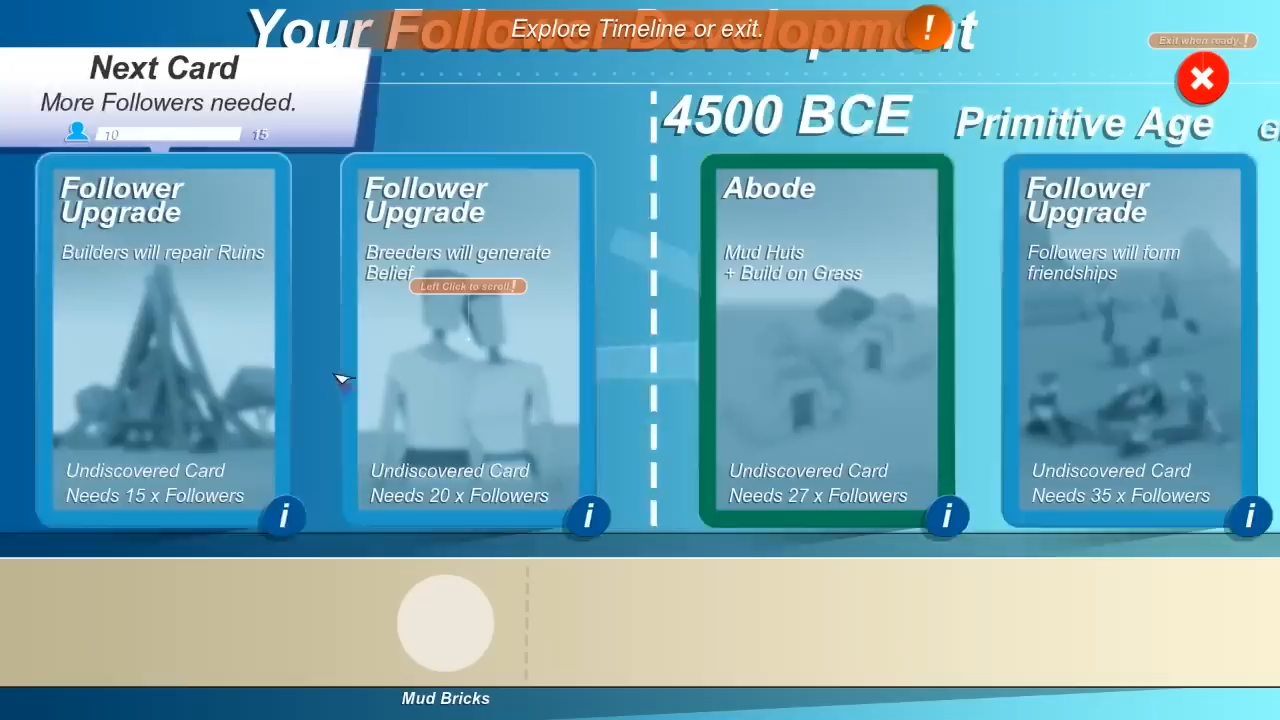 Your Follower Development
Explore Timeline or exit.
!
Exit when ready.!
Next Card
More Followers needed.
10
15
4500 BCE
Primitive Age
Follower
Upgrade
Builders will repair Ruins
Undiscovered Card
Needs 15 x Followers
i
Follower
Upgrade
Breeders will generate
Belief
Left Click to scroll.!
Undiscovered Card
Needs 20 x Followers
i
Abode
Mud Huts
+ Build on Grass
Undiscovered Card
Needs 27 x Followers
i
Follower
Upgrade
Followers will form
friendships
Undiscovered Card
Needs 35 x Followers
i
Mud Bricks